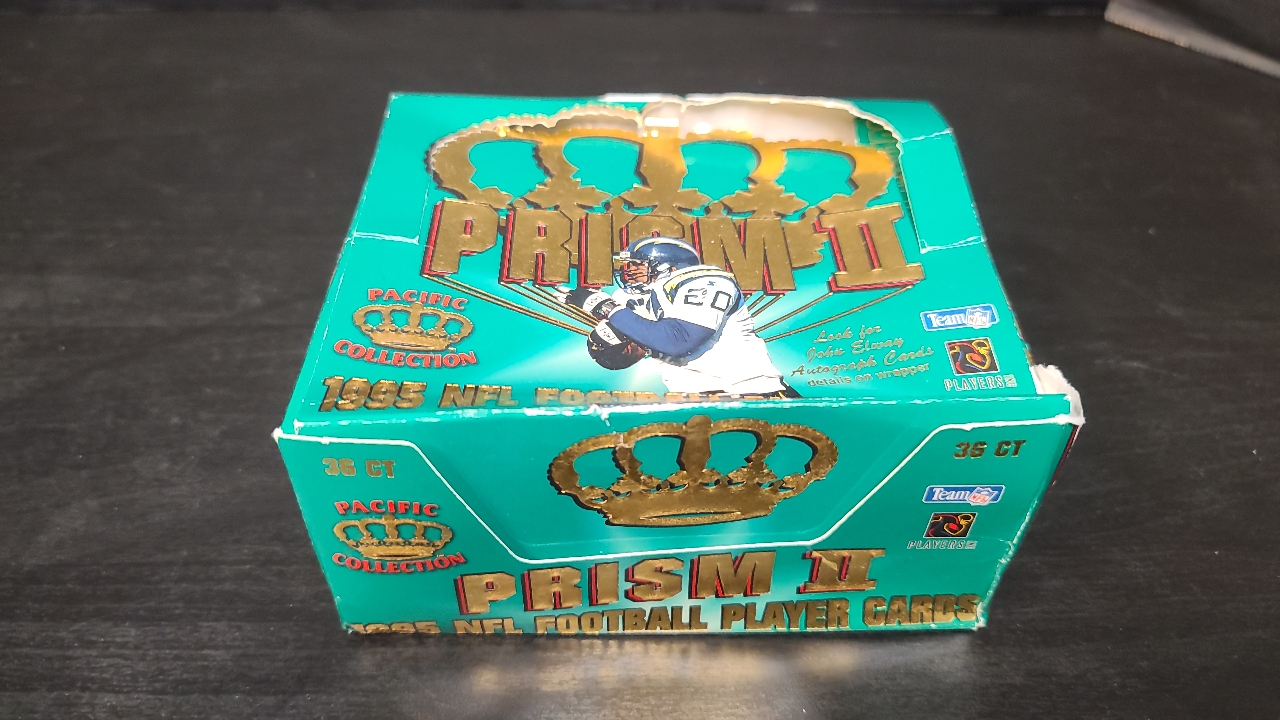 PRISM II
20
PACIFIC
COLLECTION
Look for
John Elway
Autograph Cards
details on wrapper
Team NFL
PLAYERS
1995 NFL FOOTBALL
36 CT
36 CT
PACIFIC
COLLECTION
Team NFL
PLAYERS
PRISM II
1995 NFL FOOTBALL PLAYER CARDS